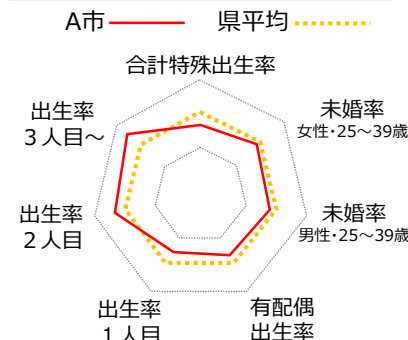 A市 県平均
合計特殊出生率
未婚率
女性・25～39歳
未婚率
男性・25～39歳
有配偶
出生率
出生率
1人目
出生率
2人目
出生率
3人目～